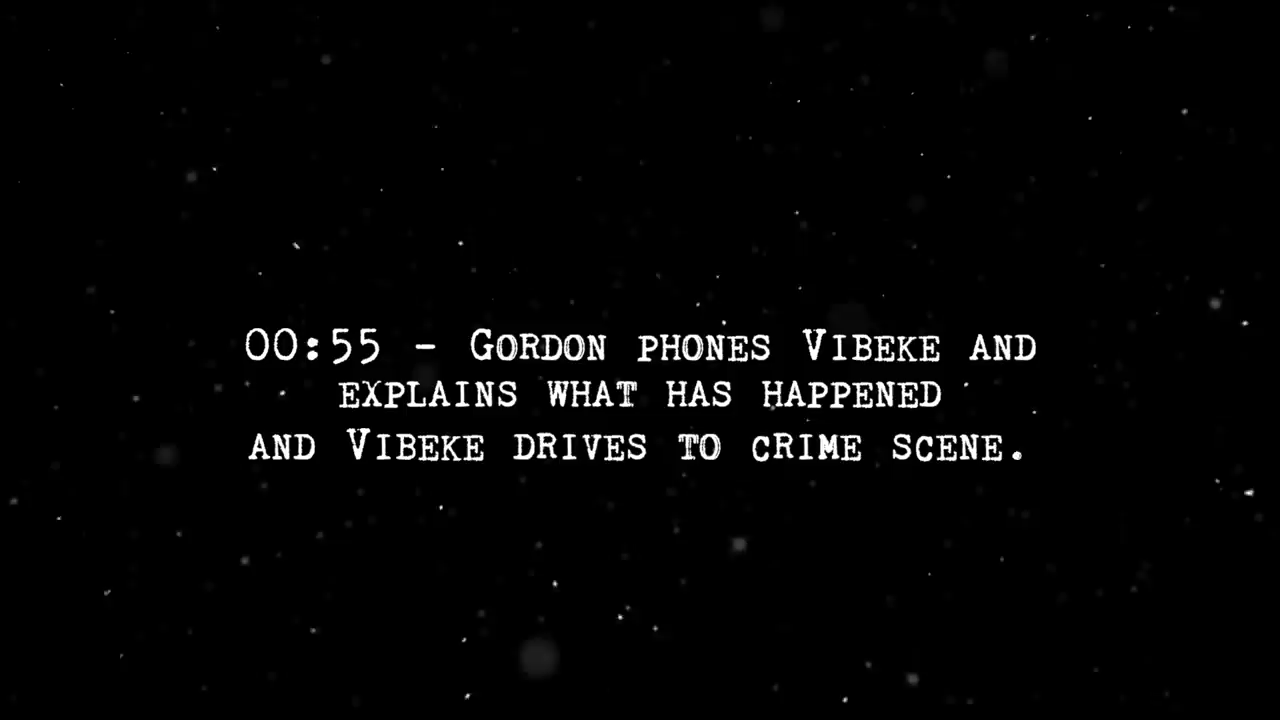 00:55 - Gordon phones Vibeke and
explains what has happened
and Vibeke drives to crime scene.